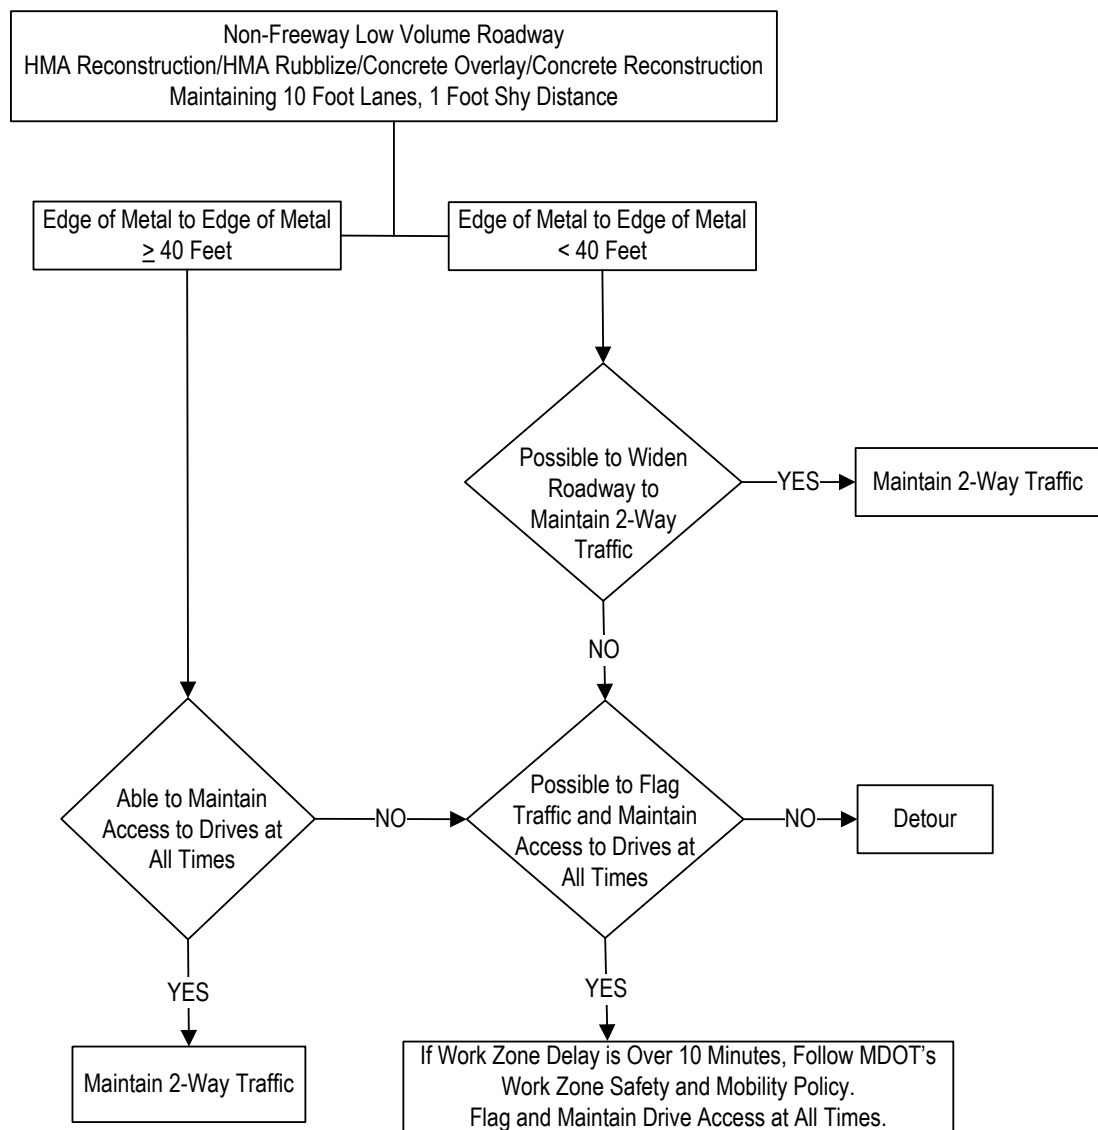 Non-Freeway Low Volume Roadway
HMA Reconstruction/HMA Rubblize/Concrete Overlay/Concrete Reconstruction
Maintaining 10 Foot Lanes, 1 Foot Shy Distance
Edge of Metal to Edge of Metal
≥ 40 Feet
Edge of Metal to Edge of Metal
< 40 Feet
Possible to Widen
Roadway to
Maintain 2-Way
Traffic
YES
Maintain 2-Way Traffic
NO
Able to Maintain
Access to Drives at
All Times
NO
Possible to Flag
Traffic and Maintain
Access to Drives at
All Times
NO
Detour
YES
Maintain 2-Way Traffic
YES
If Work Zone Delay is Over 10 Minutes, Follow MDOT’s
Work Zone Safety and Mobility Policy.
Flag and Maintain Drive Access at All Times.